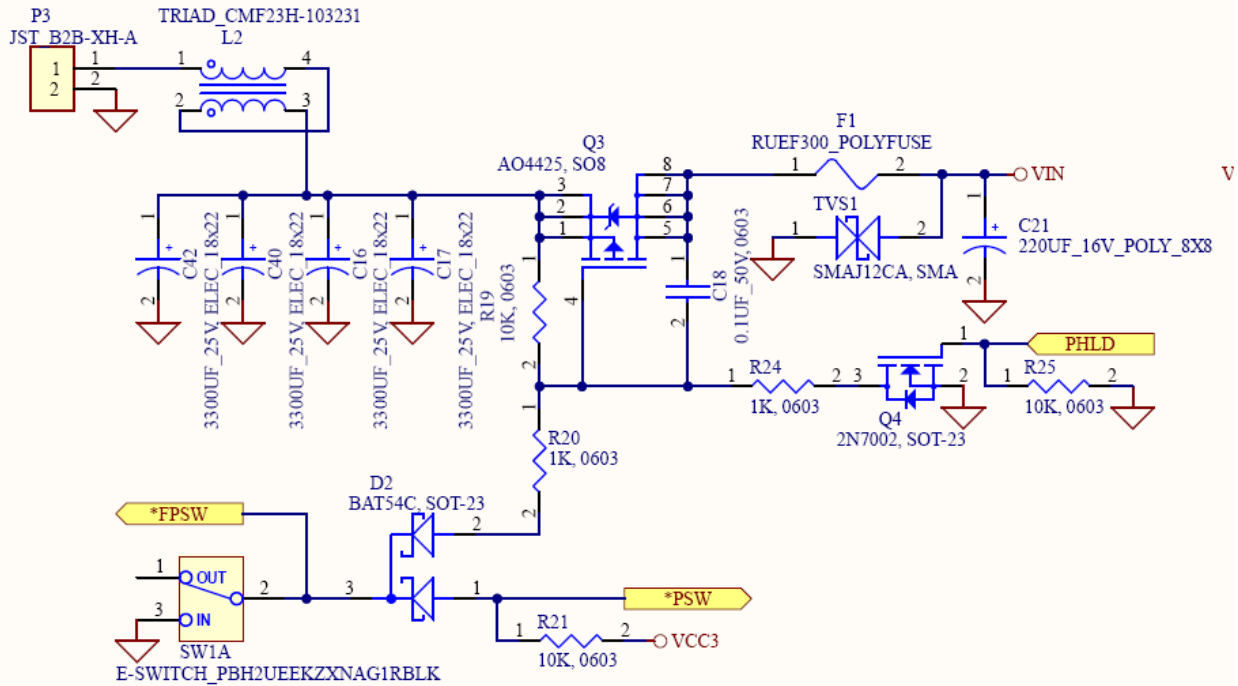 P3
JST_B2B-XH-A
1
2
1
2
TRIAD_CMF23H-103231
L2
1
4
2
3
Q3
AO4425, SO8
3
2
1
4
8
7
6
5
F1
RUEF300_POLYFUSE
1
2
VIN
V
TVS1
1
2
SMAJ12CA, SMA
1
2
C21
220UF_16V_POLY_8X8
1
2
C42
3300UF_25V, ELEC_18x22
1
2
C40
3300UF_25V, ELEC_18x22
1
2
C16
3300UF_25V, ELEC_18x22
1
2
C17
3300UF_25V, ELEC_18x22
1
2
R19
10K, 0603
1
2
C18
0.1UF_50V, 0603
R24
1
2
1K, 0603
3
1
2
Q4
2N7002, SOT-23
PHLD
R25
1
2
10K, 0603
1
R20
1K, 0603
2
D2
BAT54C, SOT-23
2
3
1
*FPSW
1
OUT
2
3
IN
SW1A
E-SWITCH_PBH2UEEKZXNAG1RBLK
*PSW
R21
1
2
10K, 0603
VCC3